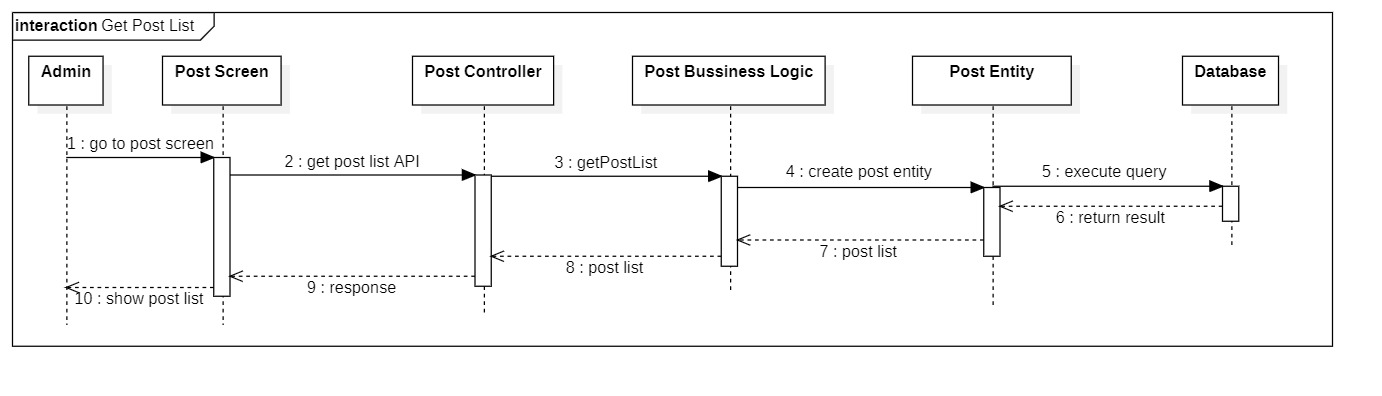 interaction Get Post List
Admin
Post Screen
Post Controller
Post Bussiness Logic
Post Entity
Database
1 : go to post screen
2 : get post list API
3 : getPostList
4 : create post entity
5 : execute query
6 : return result
7 : post list
8 : post list
9 : response
10 : show post list